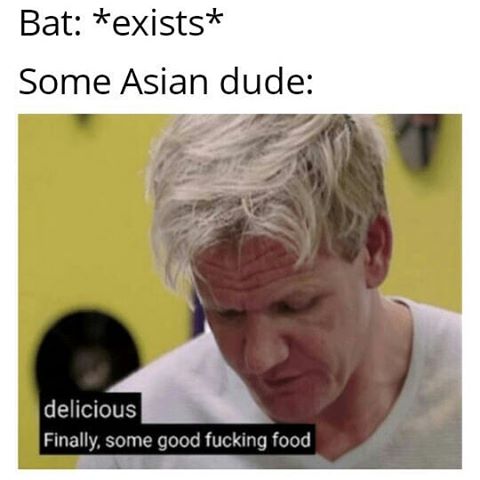 Bat: *exists*
Some Asian dude:
delicious
Finally, some good fucking food